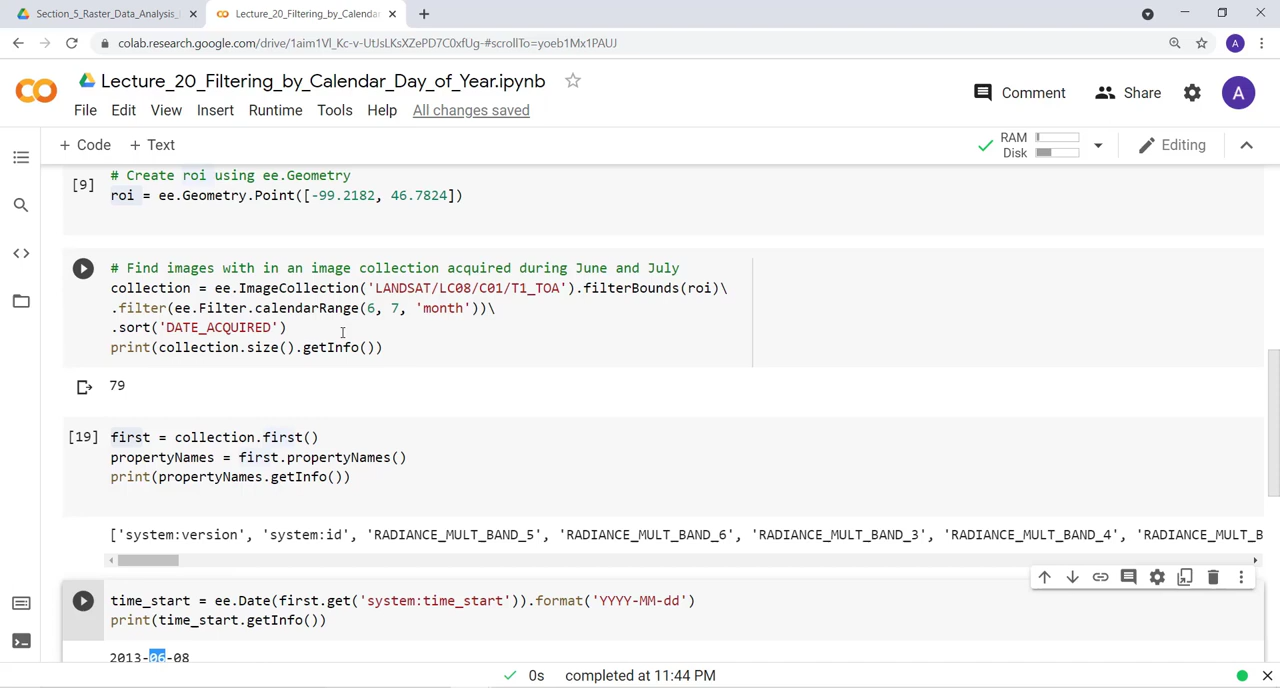 Section_5_Raster_Data_Analysis_
Lecture_20_Filtering_by_Calenda
colab.research.google.com/drive/1aim1Vl_Kc-v-UtJsLKsXZePD7C0xfUg-#scrollTo=yoeb1Mx1PAUJ
A
Lecture_20_Filtering_by_Calendar_Day_of_Year.ipynb
File Edit View Insert Runtime Tools Help All changes saved
Comment Share A
+ Code + Text
RAM
Disk
Editing
# Create roi using ee.Geometry
[9] roi = ee.Geometry.Point([-99.2182, 46.7824])
# Find images with in an image collection acquired during June and July
collection = ee.ImageCollection('LANDSAT/LC08/C01/T1_TOA').filterBounds(roi)\
.filter(ee.Filter.calendarRange(6, 7, 'month'))\
.sort('DATE_ACQUIRED')
print(collection.size().getInfo())
79
[19] first = collection.first()
propertyNames = first.propertyNames()
print(propertyNames.getInfo())
['system:version', 'system:id', 'RADIANCE_MULT_BAND_5', 'RADIANCE_MULT_BAND_6', 'RADIANCE_MULT_BAND_3', 'RADIANCE_MULT_BAND_4', 'RADIANCE_MULT_B
time_start = ee.Date(first.get('system:time_start')).format('YYYY-MM-dd')
print(time_start.getInfo())
2013-06-08
0s completed at 11:44 PM